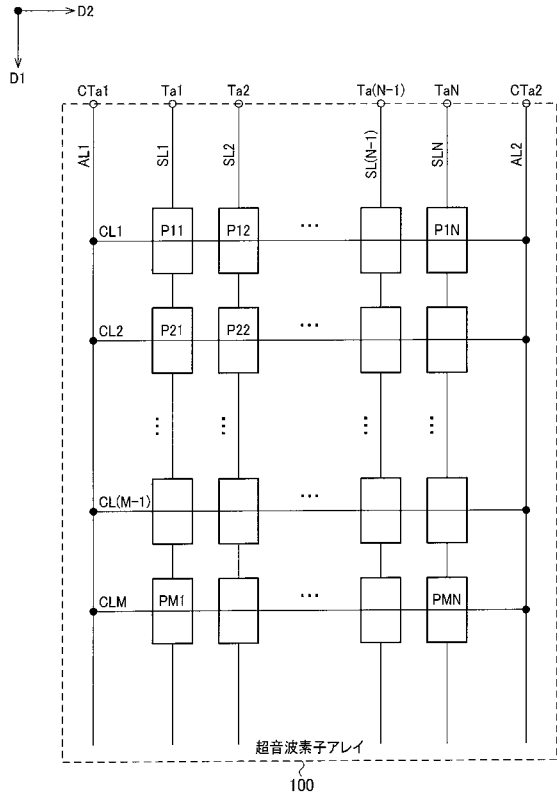 D2
D1
CTa1 Ta1 Ta2 Ta(N-1) TaN CTa2
AL1 SL1 SL2 SL(N-1) SLN AL2
CL1 P11 P12 ... P1N
CL2 P21 P22 ...
... ... ... ...
CL(M-1) ...
CLM PM1 ... PMN
超音波素子アレイ
100